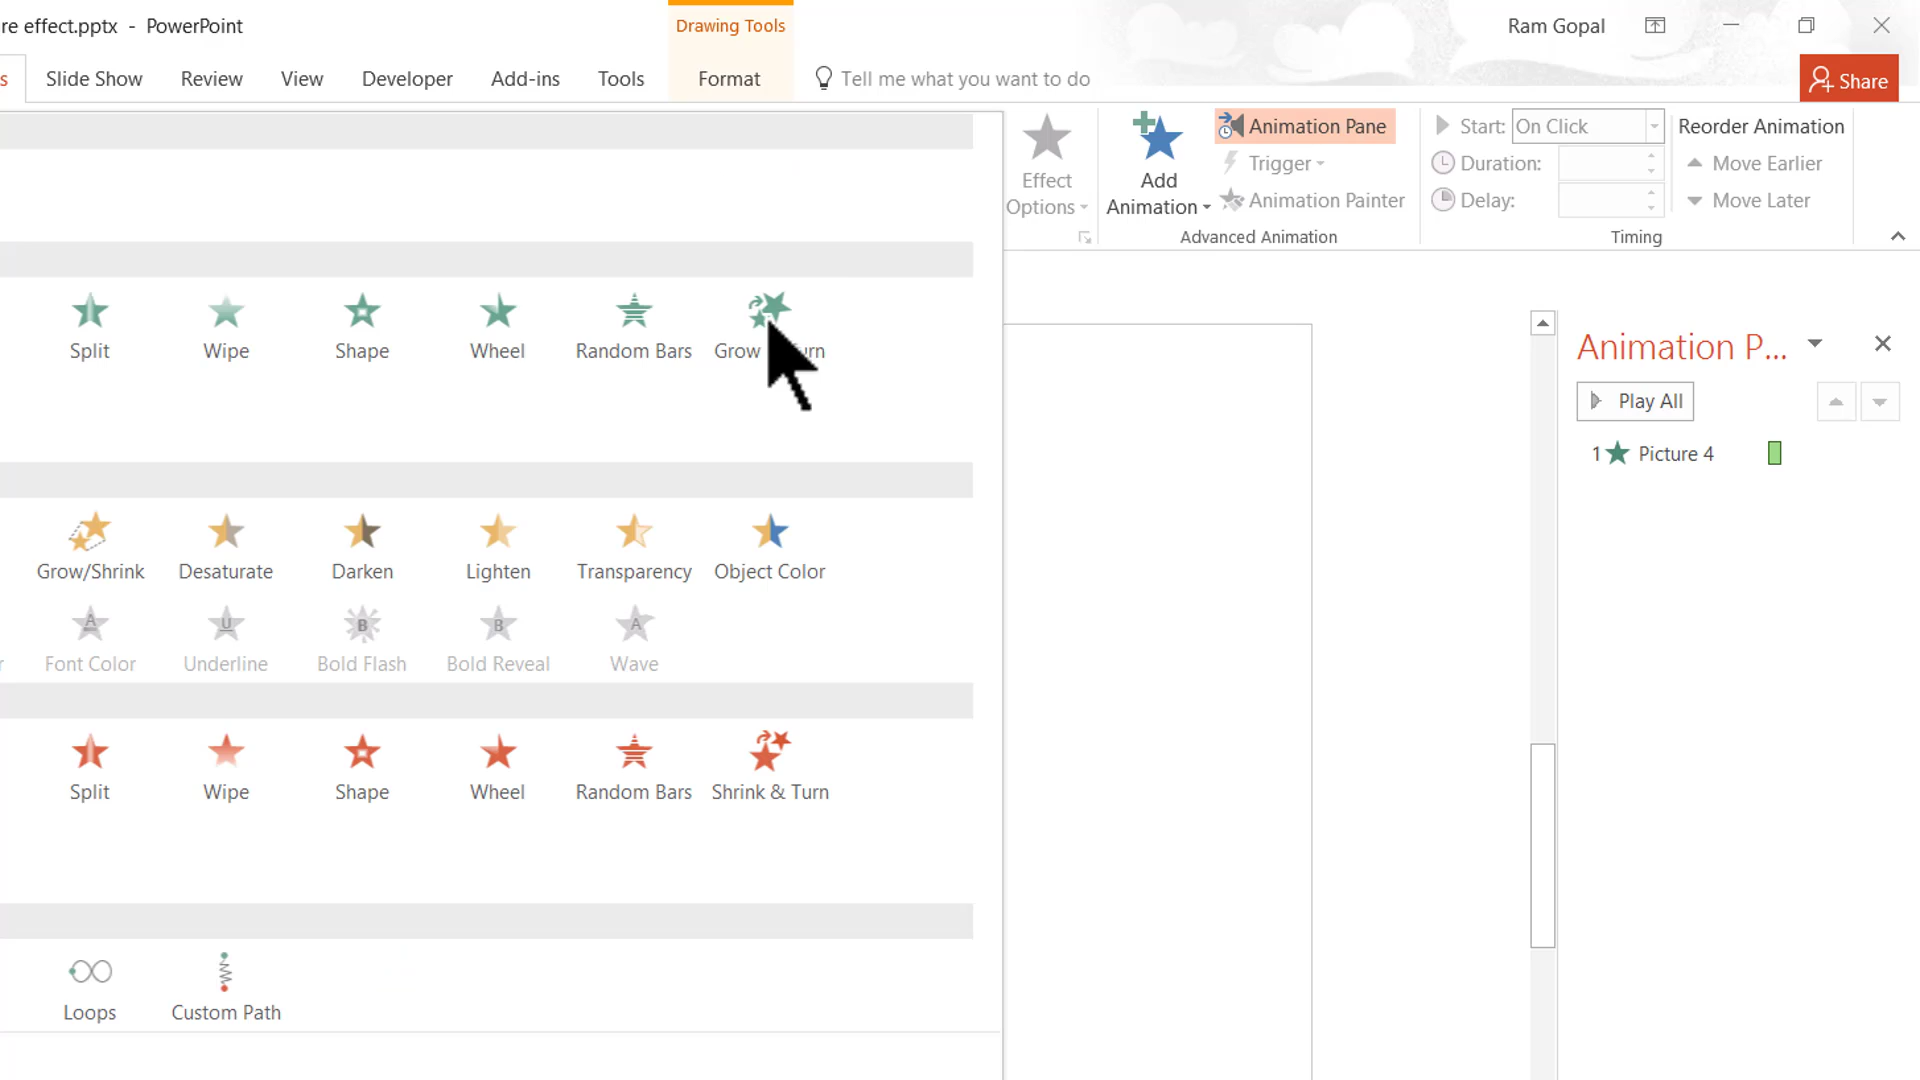 re effect.pptx - PowerPoint
Drawing Tools
Ram Gopal
s
Slide Show
Review
View
Developer
Add-ins
Tools
Format
Tell me what you want to do
Share
Effect
Options
Add
Animation
Animation Pane
Trigger
Animation Painter
Advanced Animation
Start: On Click
Duration:
Delay:
Timing
Reorder Animation
Move Earlier
Move Later
Split
Wipe
Shape
Wheel
Random Bars
Grow
Grow/Shrink
Desaturate
Darken
Lighten
Transparency
Object Color
r
Font Color
Underline
Bold Flash
Bold Reveal
Wave
Split
Wipe
Shape
Wheel
Random Bars
Shrink & Turn
Loops
Custom Path
Animation P...
Play All
1 Picture 4